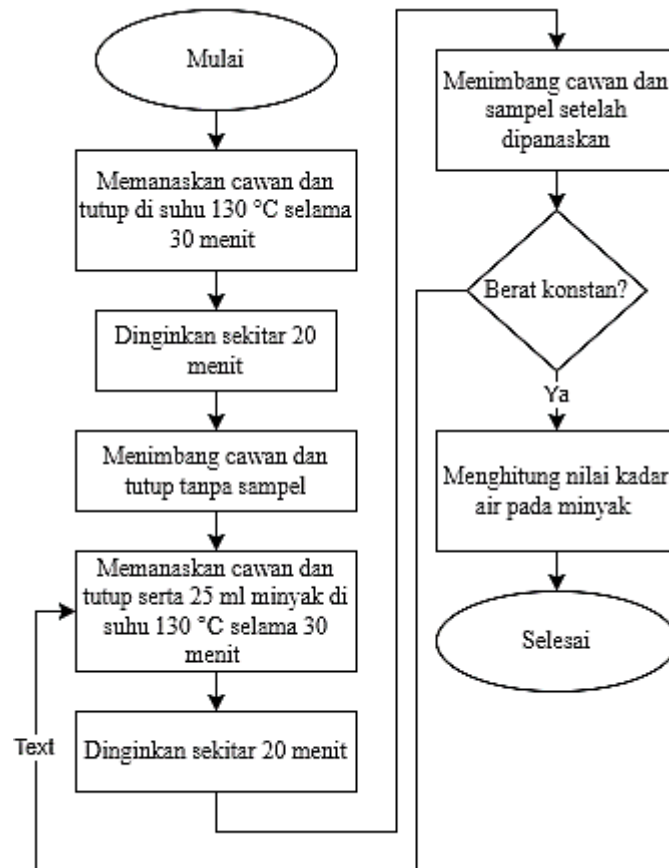 Mulai
Memanaskan cawan dan
tutup di suhu 130 °C selama
30 menit
Dinginkan sekitar 20
menit
Menimbang cawan dan
tutup tanpa sampel
Memanaskan cawan dan
tutup serta 25 ml minyak di
suhu 130 °C selama 30
menit
Dinginkan sekitar 20 menit
Text
Menimbang cawan dan
sampel setelah
dipanaskan
Berat konstan?
Ya
Menghitung nilai kadar
air pada minyak
Selesai